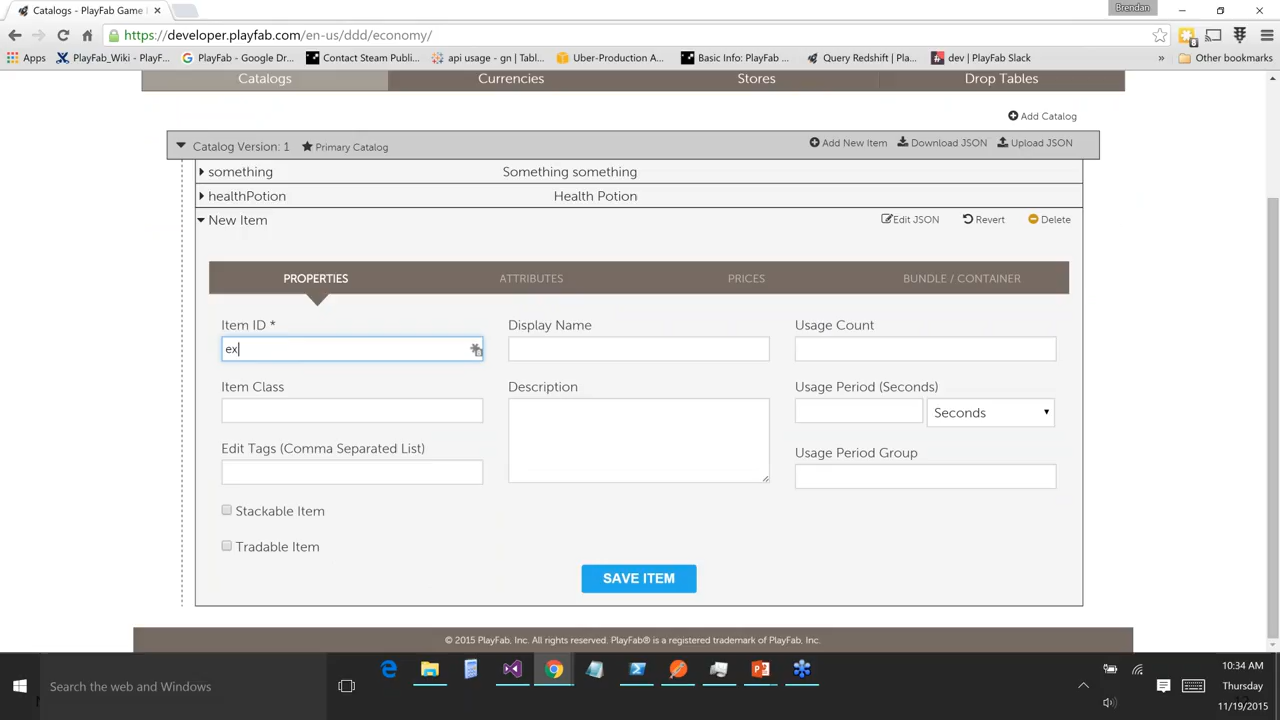 Catalogs - PlayFab Game
Brendan
https://developer.playfab.com/en-us/ddd/economy/
Apps
PlayFab_Wiki - PlayF...
PlayFab - Google Dr...
Contact Steam Publi...
api usage - gn | Tabl...
Uber-Production A...
Basic Info: PlayFab ...
Query Redshift | Pla...
dev | PlayFab Slack
»
Other bookmarks
Catalogs
Currencies
Stores
Drop Tables
Add Catalog
Catalog Version: 1
Primary Catalog
Add New Item
Download JSON
Upload JSON
something
Something something
healthPotion
Health Potion
New Item
Edit JSON
Revert
Delete
PROPERTIES
ATTRIBUTES
PRICES
BUNDLE / CONTAINER
Item ID *
Display Name
Usage Count
ex
Item Class
Description
Usage Period (Seconds)
Seconds
Edit Tags (Comma Separated List)
Usage Period Group
Stackable Item
Tradable Item
SAVE ITEM
© 2015 PlayFab, Inc. All rights reserved. PlayFab® is a registered trademark of PlayFab, Inc.
Search the web and Windows
10:34 AM
Thursday
11/19/2015